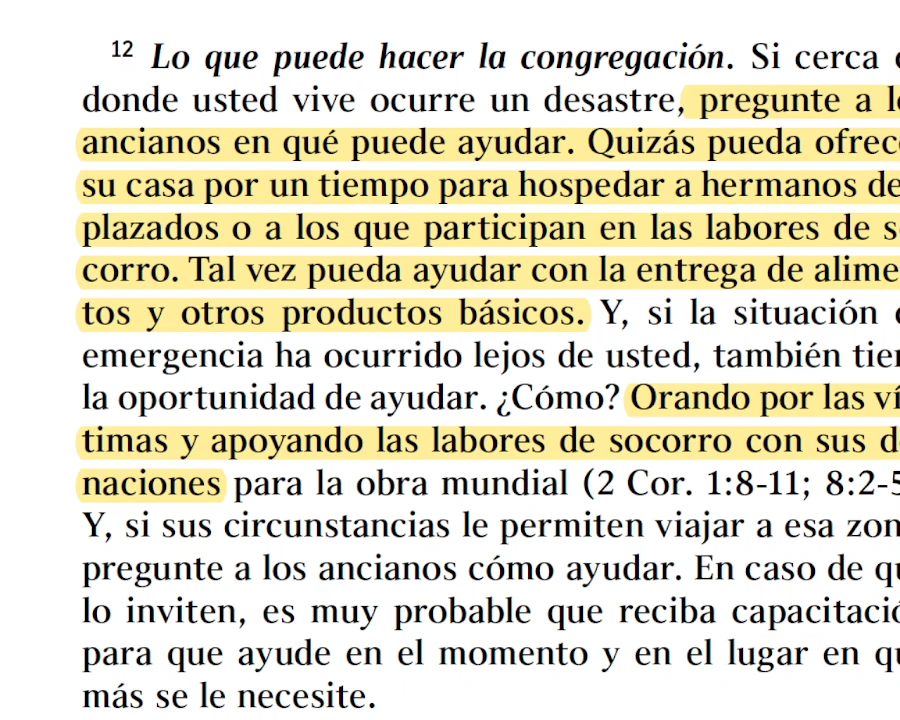 12 Lo que puede hacer la congregación. Si cerca
donde usted vive ocurre un desastre, pregunte a
ancianos en qué puede ayudar. Quizás pueda ofrec
su casa por un tiempo para hospedar a hermanos de
plazados o a los que participan en las labores de s
corro. Tal vez pueda ayudar con la entrega de alime
tos y otros productos básicos. Y, si la situación
emergencia ha ocurrido lejos de usted, también tie
la oportunidad de ayudar. ¿Cómo? Orando por las ví
timas y apoyando las labores de socorro con sus d
naciones para la obra mundial (2 Cor. 1:8-11; 8:2-5
Y, si sus circunstancias le permiten viajar a esa zon
pregunte a los ancianos cómo ayudar. En caso de qu
lo inviten, es muy probable que reciba capacitació
para que ayude en el momento y en el lugar en qu
más se le necesite.